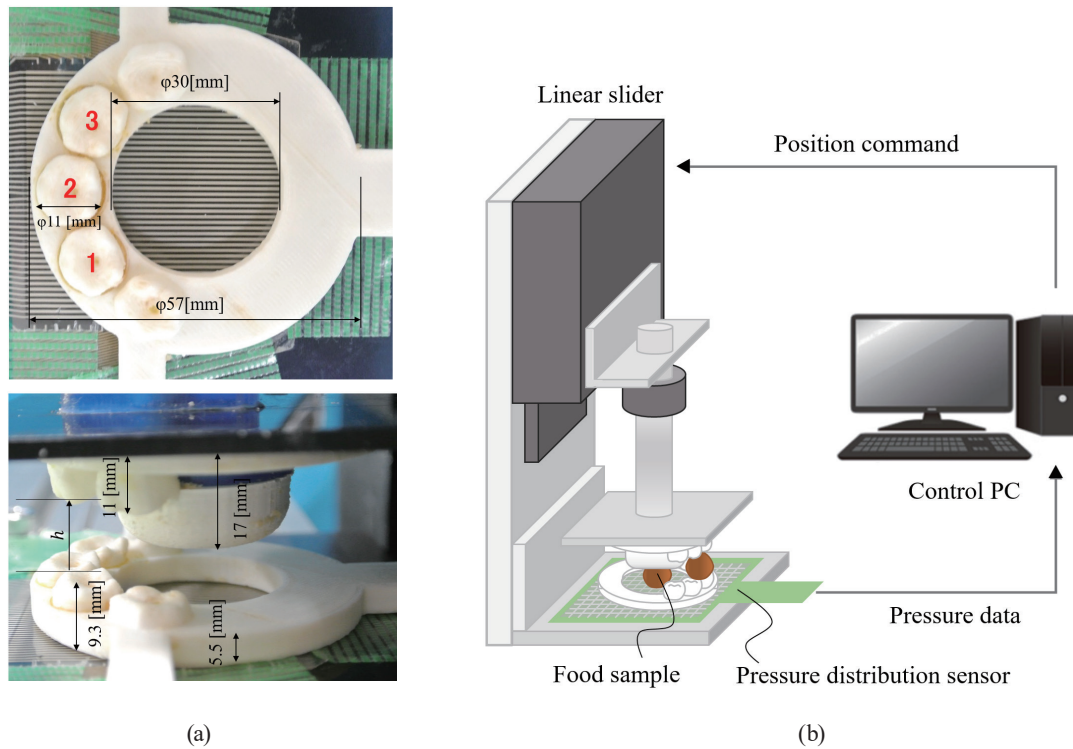 φ30[mm]
3
2
φ11 [mm]
1
φ57[mm]
11 [mm]
17 [mm]
h
9.3 [mm]
5.5 [mm]
(a)
Linear slider
Position command
Control PC
Pressure data
Food sample
Pressure distribution sensor
(b)